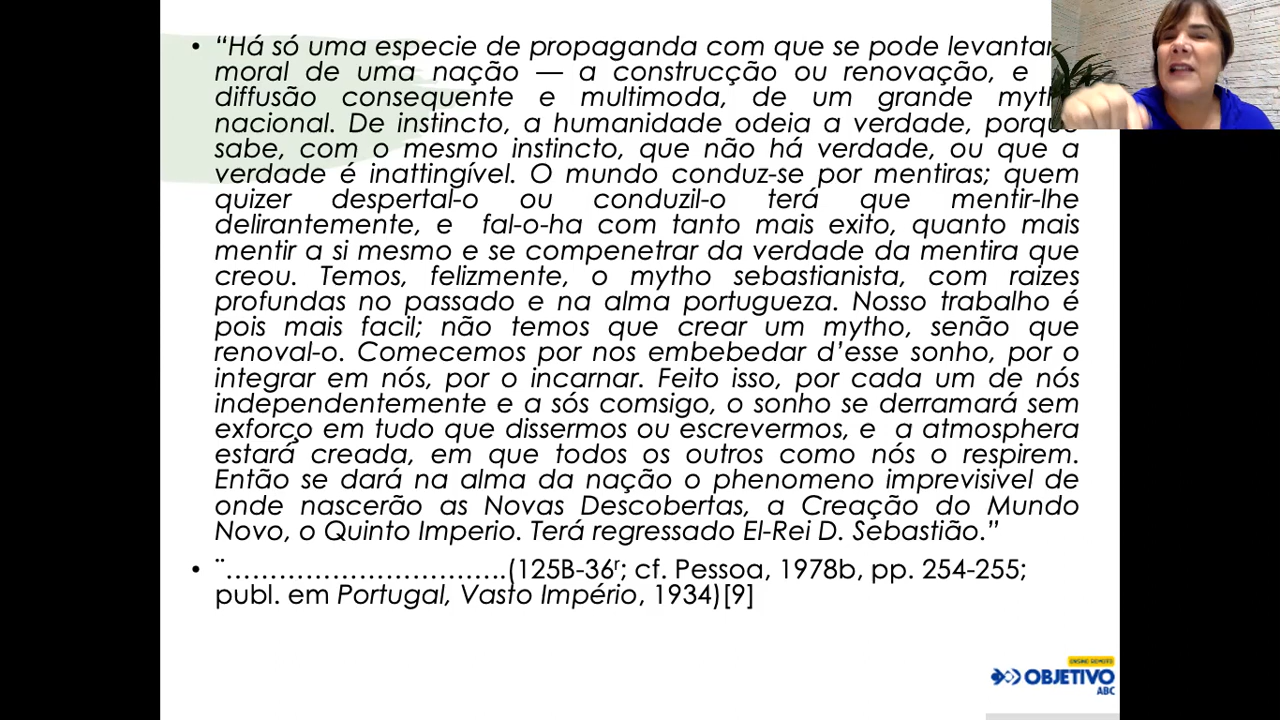 • “Há só uma especie de propaganda com que se pode levantar
moral de uma nação — a construcção ou renovação, e
diffusão consequente e multimoda, de um grande
nacional. De instincto, a humanidade odeia a verdade, porque
sabe, com o mesmo instincto, que não há verdade, ou que a
verdade é inattingível. O mundo conduz-se por mentiras; quem
quizer despertal-o ou conduzil-o terá que mentir-lhe
delirantemente, e fal-o-ha com tanto mais exito, quanto mais
mentir a si mesmo e se compenetrar da verdade da mentira que
creou. Temos, felizmente, o mytho sebastianista, com raizes
profundas no passado e na alma portugueza. Nosso trabalho é
pois mais facil; não temos que crear um mytho, senão que
renoval-o. Comecemos por nos embebedar d’esse sonho, por o
integrar em nós, por o incarnar. Feito isso, por cada um de nós
independentemente e a sós comsigo, o sonho se derramará sem
exforço em tudo que dissermos ou escrevermos, e a atmosphera
estará creada, em que todos os outros como nós o respirem.
Então se dará na alma da nação o phenomeno imprevisivel de
onde nascerão as Novas Descobertas, a Creação do Mundo
Novo, o Quinto Imperio. Terá regressado El-Rei D. Sebastião.”
• ¨…………………………..(125B-36ʳ; cf. Pessoa, 1978b, pp. 254-255;
publ. em Portugal, Vasto Império, 1934)[9]
ENSINO REMOTO
OBJETIVO
ABC